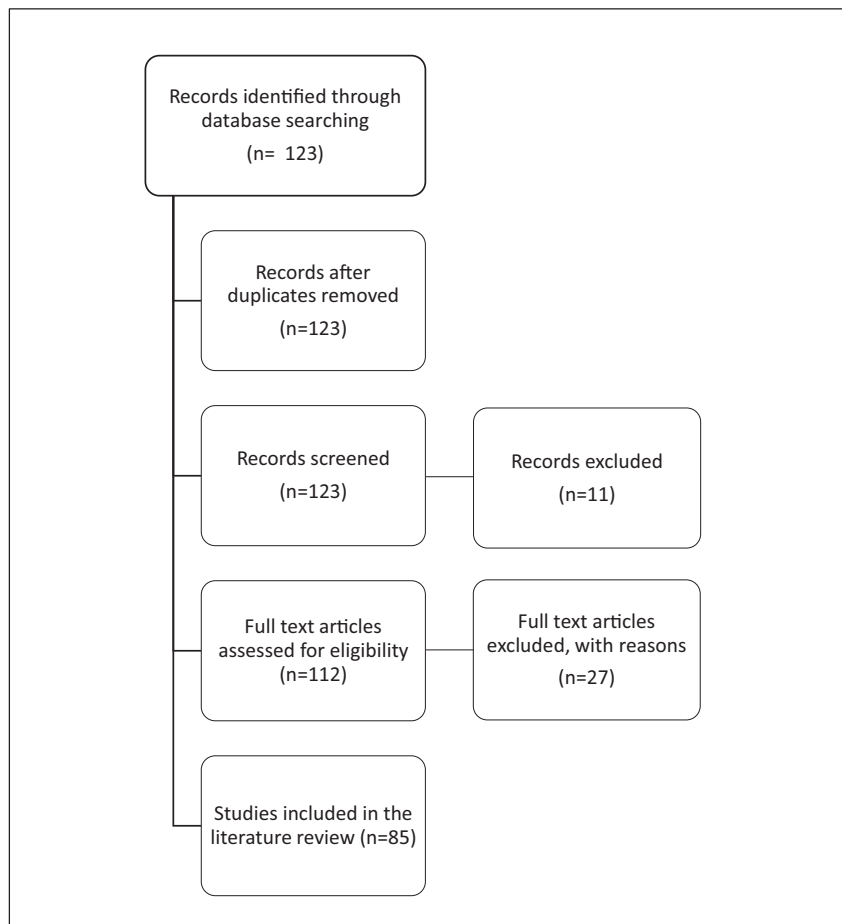 Records identified through
database searching
(n= 123)
Records after
duplicates removed
(n=123)
Records screened
(n=123)
Records excluded
(n=11)
Full text articles
assessed for eligibility
(n=112)
Full text articles
excluded, with reasons
(n=27)
Studies included in the
literature review (n=85)